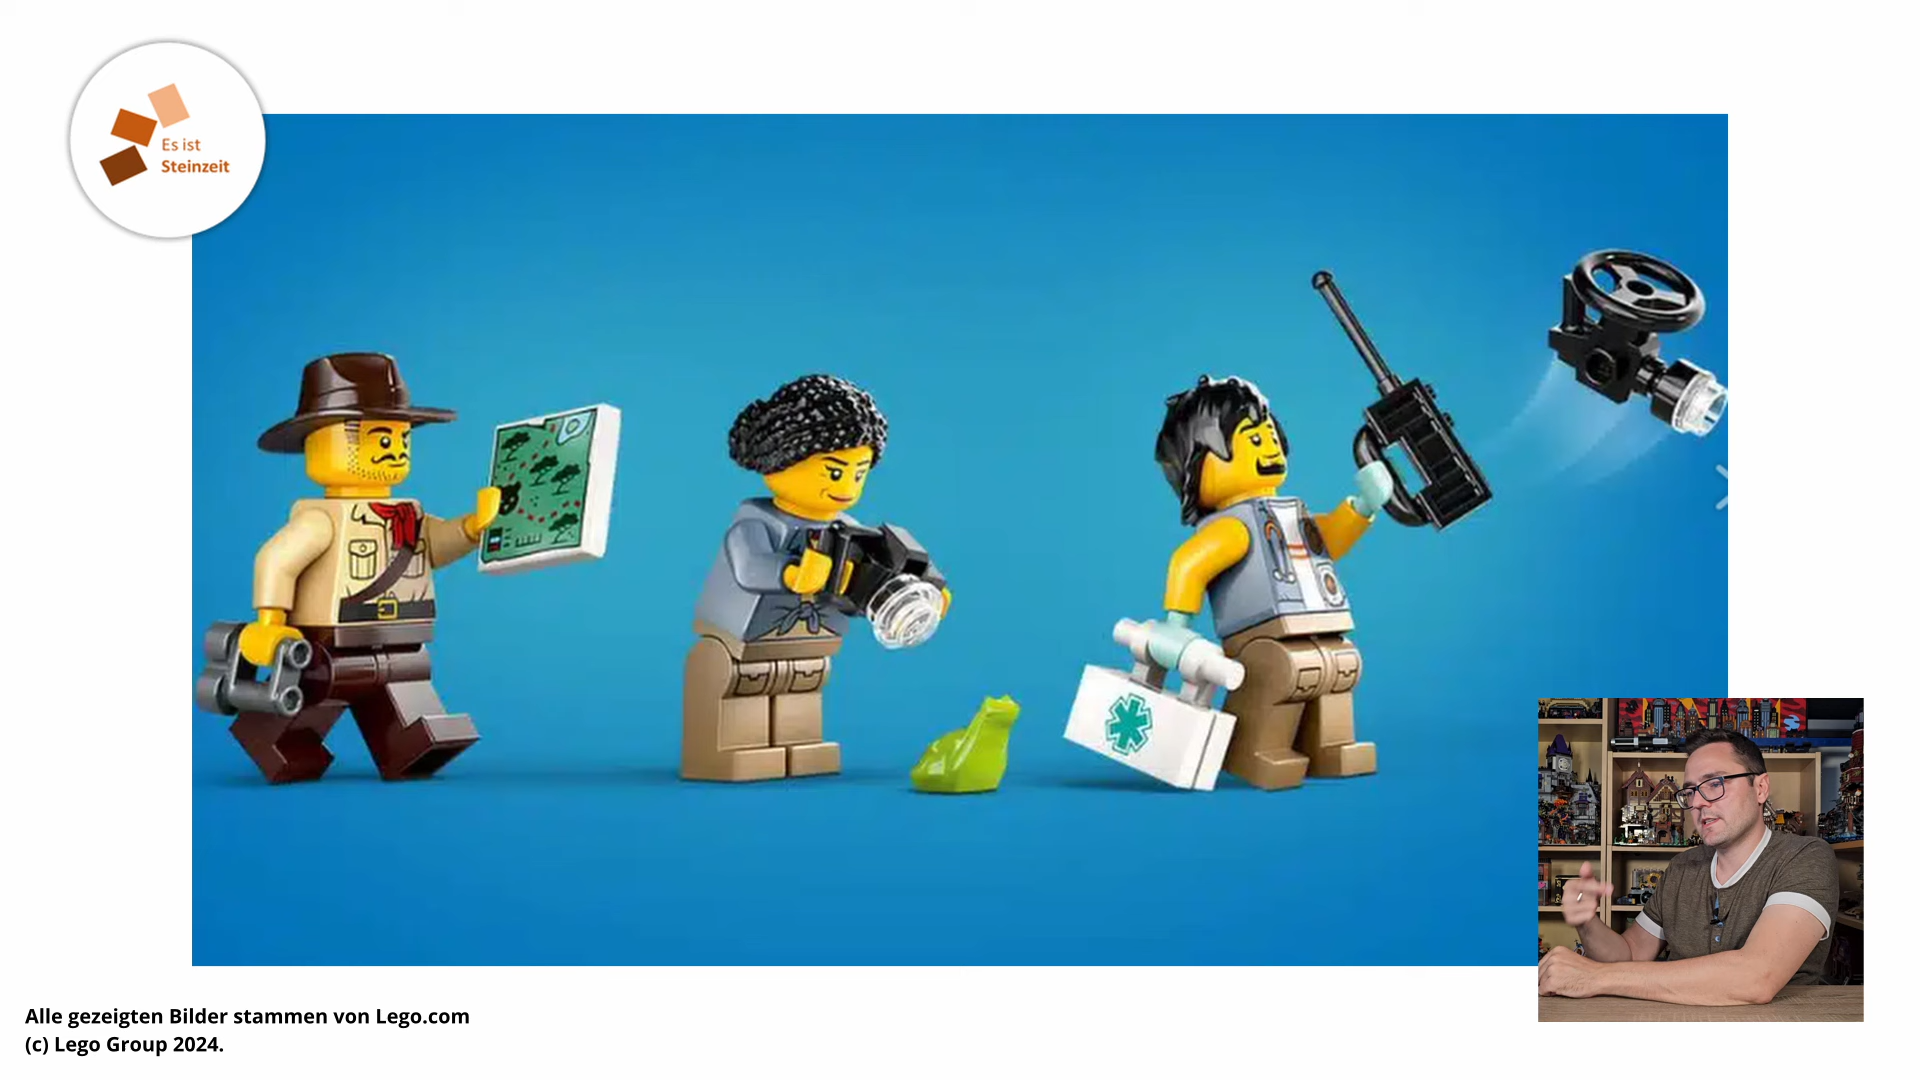 Es ist
Steinzeit
Alle gezeigten Bilder stammen von Lego.com
(c) Lego Group 2024.